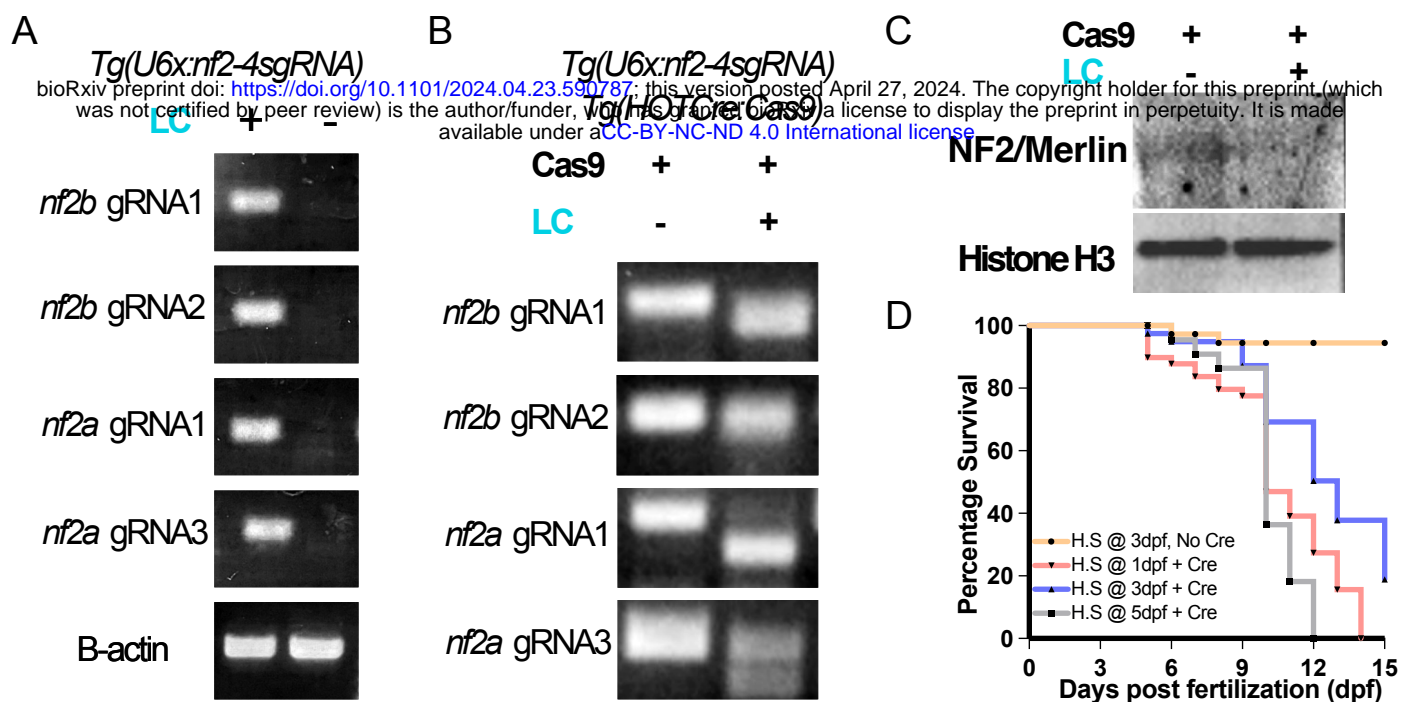 A
Tg(U6x:nf2-4sgRNA)
LC + -
nf2b gRNA1
nf2b gRNA2
nf2a gRNA1
nf2a gRNA3
B-actin
B
Tg(U6x:nf2-4sgRNA)
Tg(HOTCre:Cas9)
Cas9 + +
LC - +
nf2b gRNA1
nf2b gRNA2
nf2a gRNA1
nf2a gRNA3
C
Cas9 + +
LC - +
NF2/Merlin
Histone H3
bioRxiv preprint doi: https://doi.org/10.1101/2024.04.23.590787; this version posted April 27, 2024. The copyright holder for this preprint (which
was not certified by peer review) is the author/funder, who has granted bioRxiv a license to display the preprint in perpetuity. It is made
available under aCC-BY-NC-ND 4.0 International license.
D
Percentage Survival
100
80
60
40
20
0
H.S @ 3dpf, No Cre
H.S @ 1dpf + Cre
H.S @ 3dpf + Cre
H.S @ 5dpf + Cre
0 3 6 9 12 15
Days post fertilization (dpf)